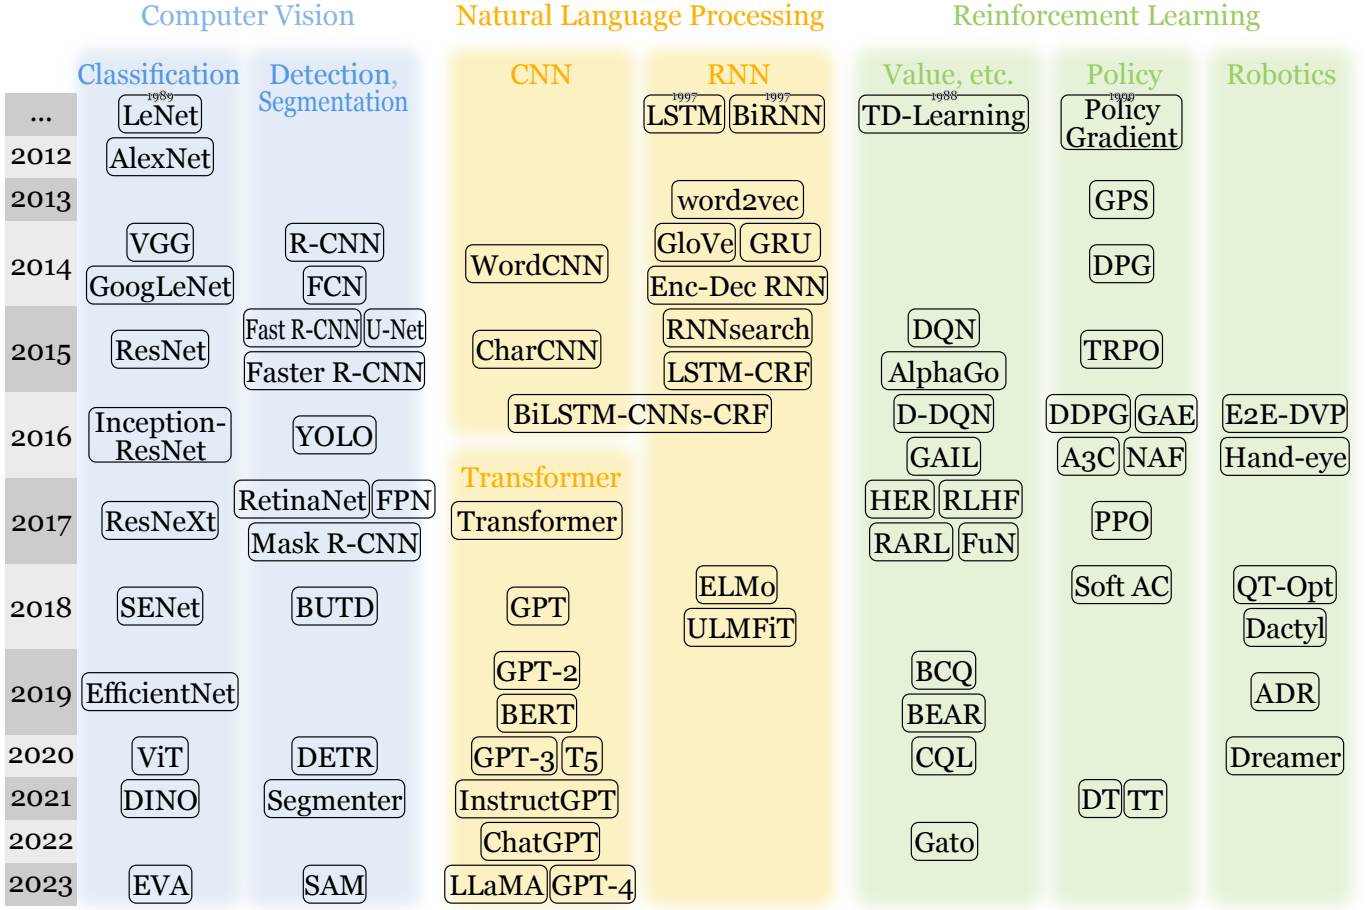 Computer Vision Natural Language Processing Reinforcement Learning
Classification Detection, Segmentation CNN RNN Value, etc. Policy Robotics
... LeNet 1989 LSTM 1997 BiRNN 1997 TD-Learning 1988 Policy Gradient 1999
2012 AlexNet
2013 word2vec GPS
2014 VGG R-CNN GloVe GRU
GoogLeNet FCN WordCNN Enc-Dec RNN DPG
2015 Fast R-CNN U-Net RNNsearch DQN
ResNet Faster R-CNN CharCNN LSTM-CRF AlphaGo TRPO
2016 Inception-ResNet YOLO BiLSTM-CNNs-CRF D-DQN DDPG GAE E2E-DVP
GAIL A3C NAF Hand-eye
Transformer
2017 ResNeXt RetinaNet FPN Transformer HER RLHF PPO
Mask R-CNN RARL FuN
2018 SENet BUTD GPT ELMo Soft AC QT-Opt
ULMFiT Dactyl
2019 EfficientNet GPT-2 BCQ ADR
BERT BEAR
2020 ViT DETR GPT-3 T5 CQL Dreamer
2021 DINO Segmenter InstructGPT DT TT
2022 ChatGPT Gato
2023 EVA SAM LLaMA GPT-4